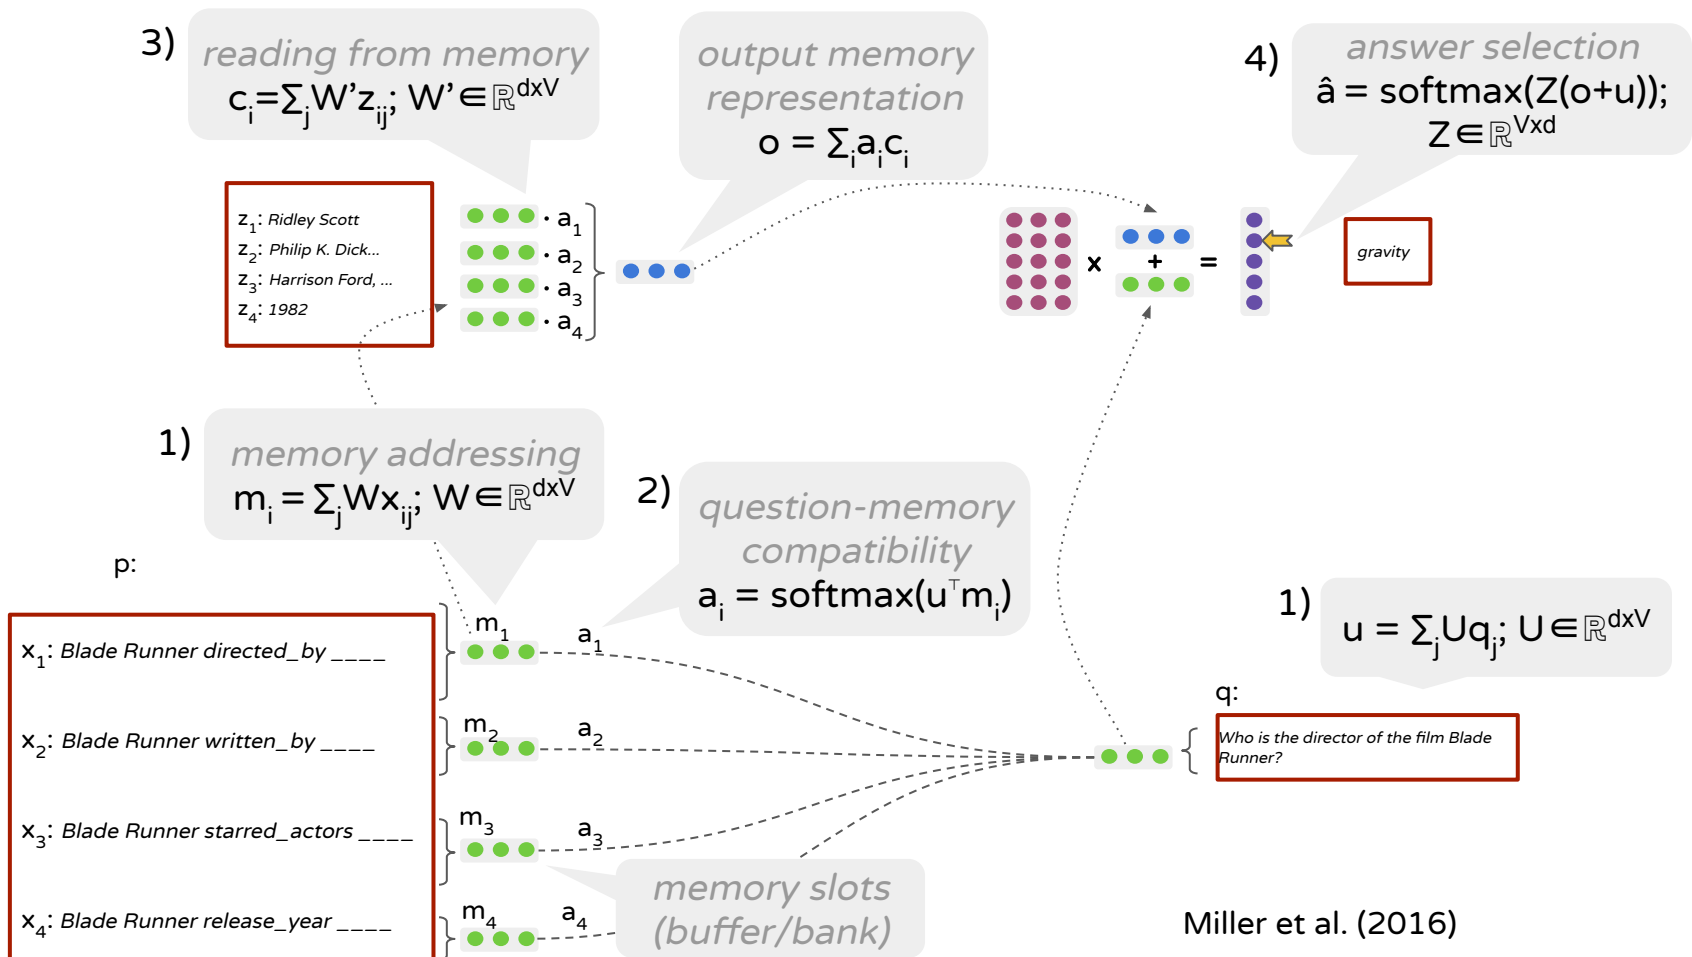 3)
reading from memory
cᵢ=∑ⱼW’zᵢⱼ; W’∈ℝᵈˣⱽ
output memory
representation
o = ∑ᵢaᵢcᵢ
4)
answer selection
â = softmax(Z(o+u));
Z∈ℝⱽˣᵈ
z₁: Ridley Scott
z₂: Philip K. Dick...
z₃: Harrison Ford, ...
z₄: 1982
· a₁
· a₂
· a₃
· a₄
x
+
=
gravity
1)
memory addressing
mᵢ = ∑ⱼWxᵢⱼ; W∈ℝᵈˣⱽ
2)
question-memory
compatibility
aᵢ = softmax(uᵀmᵢ)
1)
u = ∑ⱼUqⱼ; U∈ℝᵈˣⱽ
p:
x₁: Blade Runner directed_by ____
x₂: Blade Runner written_by ____
x₃: Blade Runner starred_actors ____
x₄: Blade Runner release_year ____
m₁
a₁
m₂
a₂
m₃
a₃
m₄
a₄
memory slots
(buffer/bank)
q:
Who is the director of the film Blade
Runner?
Miller et al. (2016)